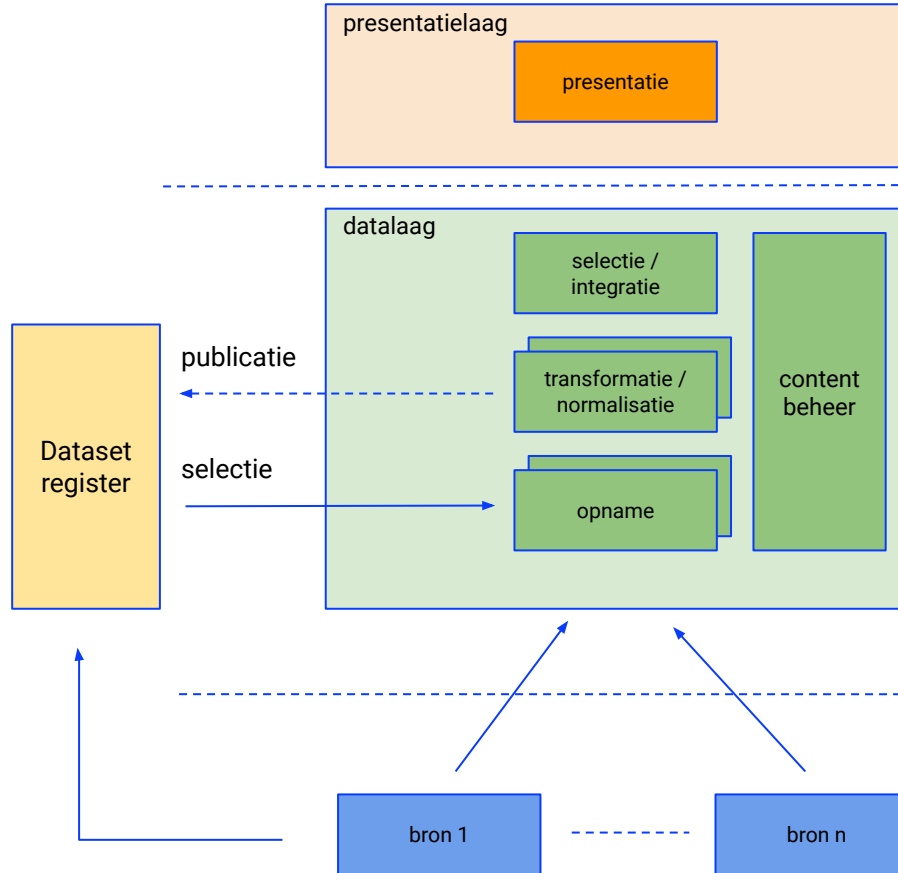 presentatielaag
presentatie
datalaag
selectie /
integratie
publicatie
transformatie /
normalisatie
content
beheer
Dataset
register
selectie
opname
bron 1
bron n